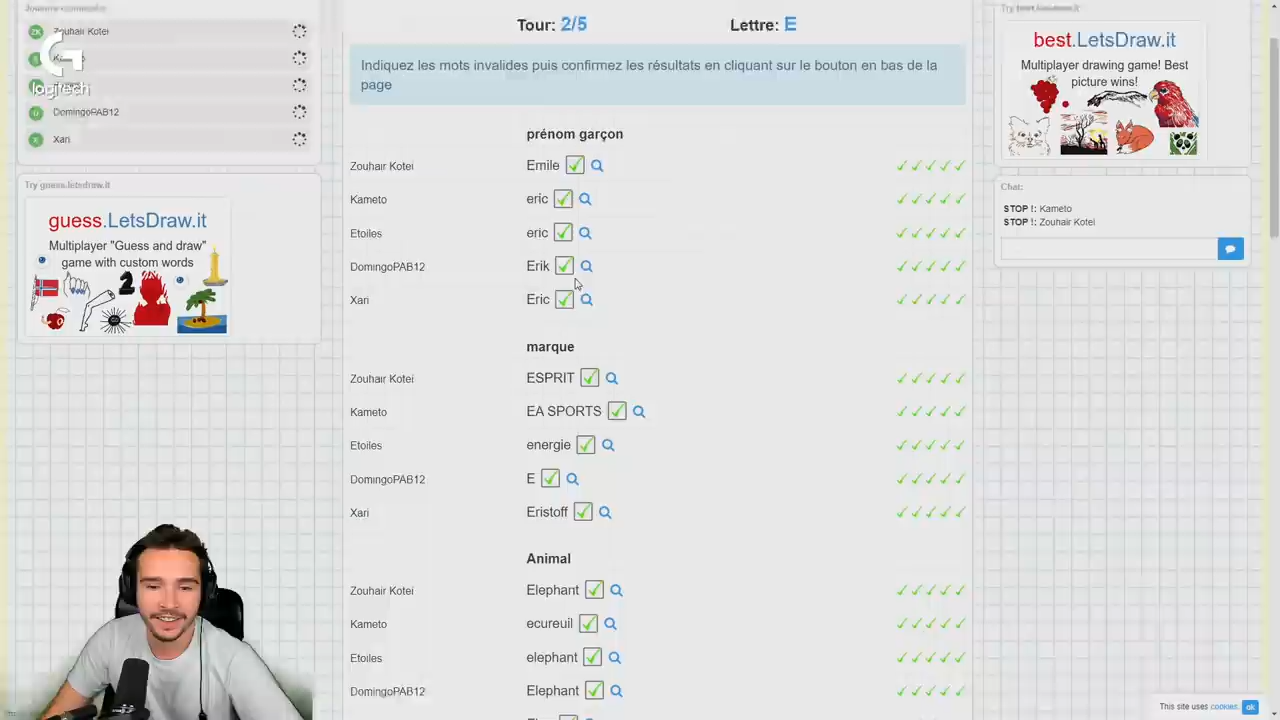 Tour: 2/5
Lettre: E
Indiquez les mots invalides puis confirmez les résultats en cliquant sur le bouton en bas de la
page
ZK Zouhair Kotei
logitech
DomingoPAB12
X Xari
Try guess.letsdraw.it
guess.LetsDraw.it
Multiplayer "Guess and draw"
game with custom words
prénom garçon
Zouhair Kotei Emile
Kameto eric
Etoiles eric
DomingoPAB12 Erik
Xari Eric
marque
Zouhair Kotei ESPRIT
Kameto EA SPORTS
Etoiles energie
DomingoPAB12 E
Xari Eristoff
Animal
Zouhair Kotei Elephant
Kameto ecureuil
Etoiles elephant
DomingoPAB12 Elephant
best.LetsDraw.it
Multiplayer drawing game! Best
picture wins!
Chat:
STOP !: Kameto
STOP !: Zouhair Kotei
This site uses cookies. ok